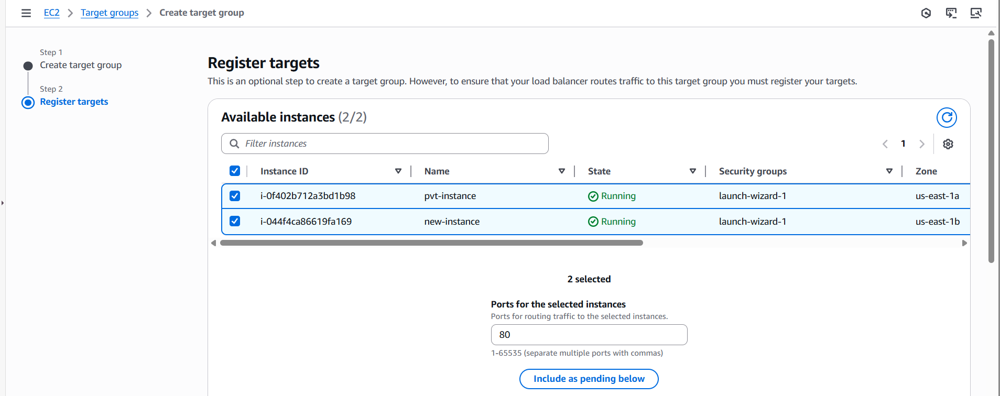 EC2 > Target groups > Create target group
Step 1
Create target group
Step 2
Register targets
Register targets
This is an optional step to create a target group. However, to ensure that your load balancer routes traffic to this target group you must register your targets.
Available instances (2/2)
Filter instances
1
Instance ID Name State Security groups Zone
i-0f402b712a3bd1b98 pvt-instance Running launch-wizard-1 us-east-1a
i-044f4ca86619fa169 new-instance Running launch-wizard-1 us-east-1b
2 selected
Ports for the selected instances
Ports for routing traffic to the selected instances.
80
1-65535 (separate multiple ports with commas)
Include as pending below